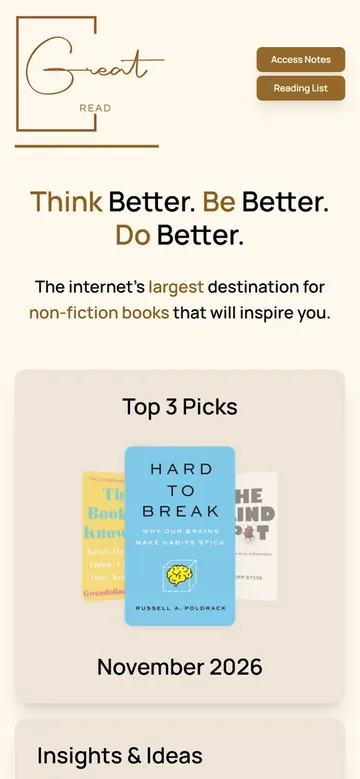 Great
READ
Access Notes
Reading List
Think Better. Be Better.
Do Better.
The internet's largest destination for
non-fiction books that will inspire you.
Top 3 Picks
HARD
TO
BREAK
WHY OUR BRAINS
MAKE HABITS STICK
RUSSELL A. POLDRACK
November 2026
Insights & Ideas